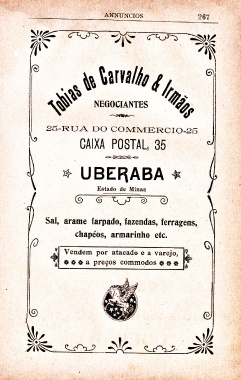 ANNUNCIOS 267
Tobias de Carvalho & Irmãos
NEGOCIANTES
25-RUA DO COMMERCIO-25
CAIXA POSTAL, 35
UBERABA
Estado de Minas
Sal, arame farpado, fazendas, ferragens,
chapéos, armarinho etc.
Vendem por atacado e a varejo,
a preços commodos